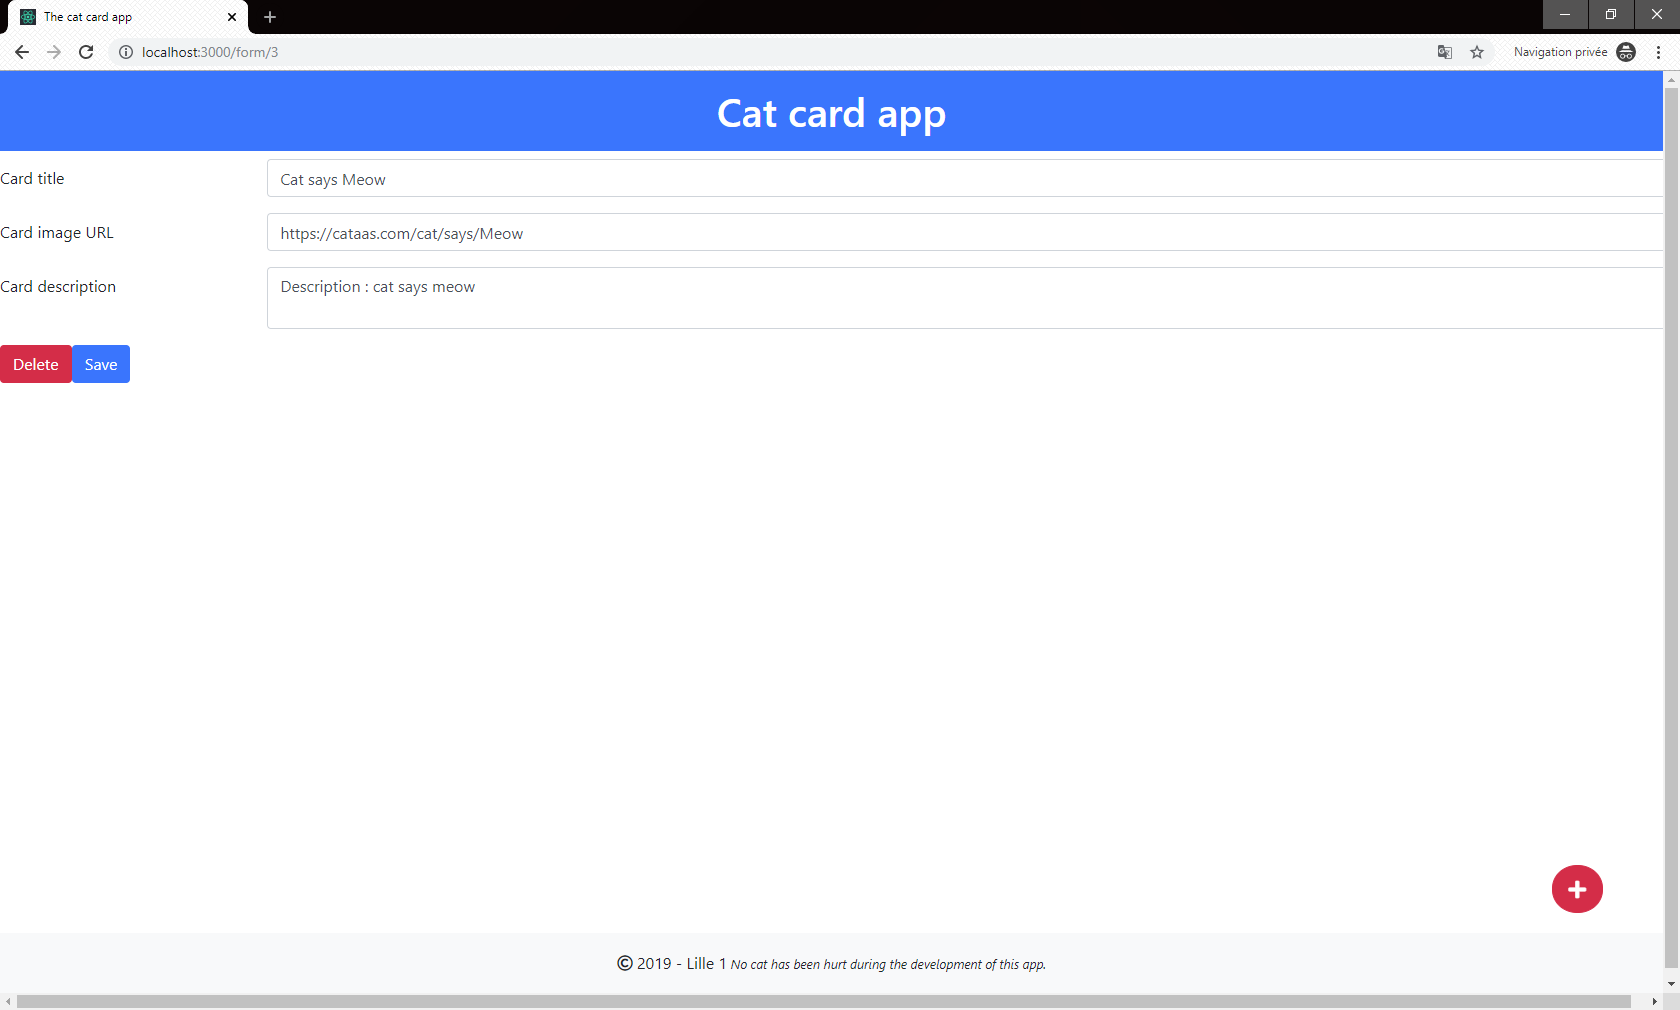 The cat card app
localhost:3000/form/3
Navigation privée
Cat card app
Card title
Cat says Meow
Card image URL
https://cataas.com/cat/says/Meow
Card description
Description : cat says meow
Delete Save
© 2019 - Lille 1 No cat has been hurt during the development of this app.